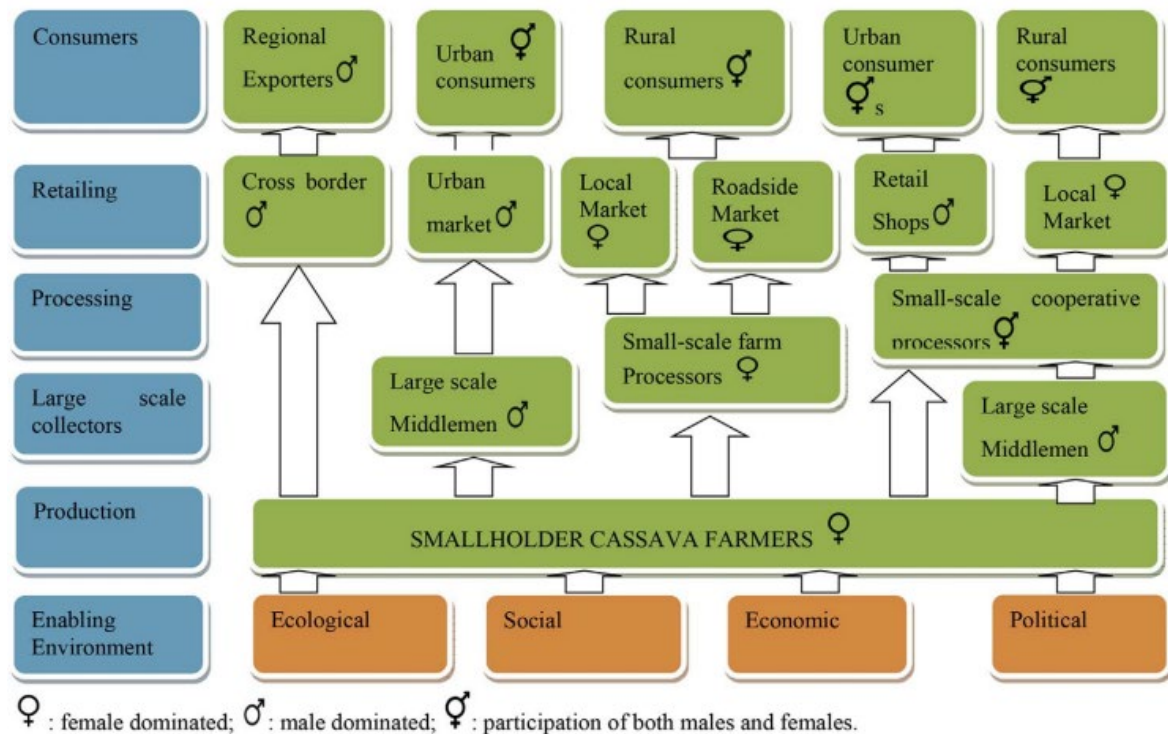 Consumers
Regional
Exporters ♂
Urban ⚥
consumers
Rural
consumers ⚥
Urban
consumer
⚥ s
Rural
consumers
⚥
Retailing
Cross border
♂
Urban
market ♂
Local
Market
♀
Roadside
Market
♀
Retail
Shops ♂
Local ♀
Market
Processing
Small-scale farm
Processors ♀
Small-scale cooperative
processors ⚥
Large scale
collectors
Large scale
Middlemen ♂
Large scale
Middlemen ♂
Production
SMALLHOLDER CASSAVA FARMERS ♀
Enabling
Environment
Ecological
Social
Economic
Political
♀ : female dominated; ♂ : male dominated; ⚥ : participation of both males and females.